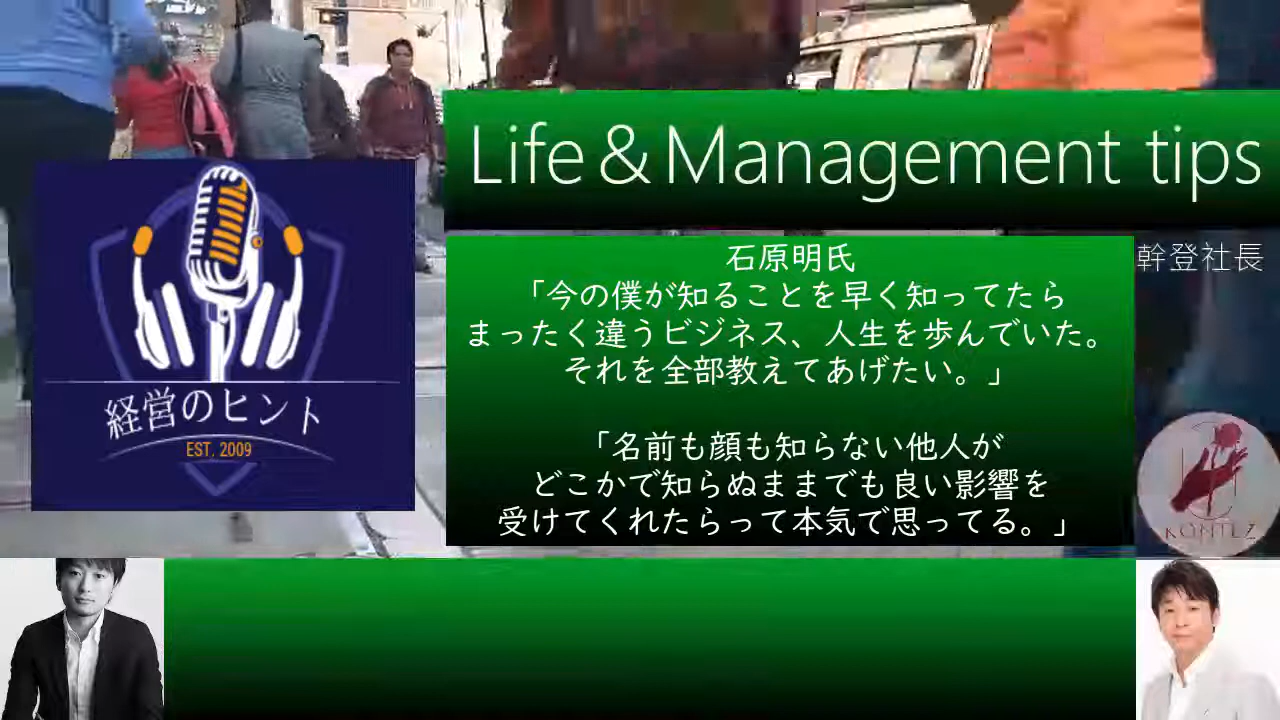 Life&Management tips
石原明氏
「今の僕が知ることを早く知ってたら
まったく違うビジネス、人生を歩んでいた。
それを全部教えてあげたい。」
「名前も顔も知らない他人が
どこかで知らぬままでも良い影響を
受けてくれたらって本気で思ってる。」
幹登社長
経営のヒント
EST. 2009